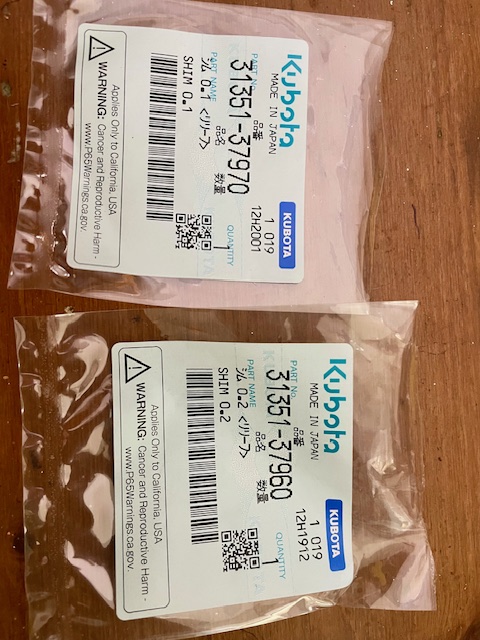 Kubota
MADE IN JAPAN
KUBOTA
PART No.
品番
31351-37970
1 019
12H2001
PART NAME
品名
数量
QUANTITY
シム 0.1 <リリーフ>
1
SHIM 0.1
WARNING: Cancer and Reproductive Harm -
www.P65Warnings.ca.gov.
Applies Only to California, USA
Kubota
MADE IN JAPAN
KUBOTA
PART No.
品番
31351-37960
1 019
12H1912
PART NAME
品名
数量
QUANTITY
シム 0.2 <リリーフ>
1
SHIM 0.2
WARNING: Cancer and Reproductive Harm -
www.P65Warnings.ca.gov.
Applies Only to California, USA